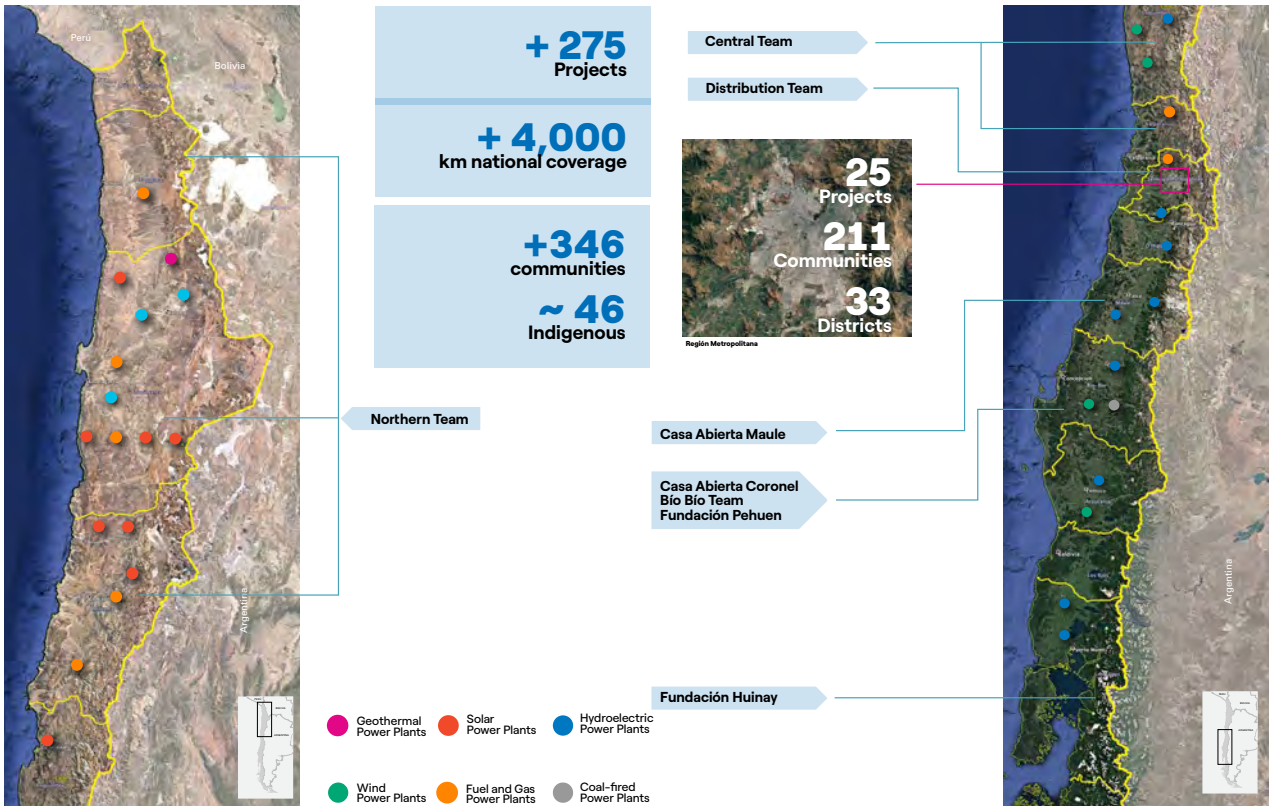 Perú
Bolivia
Argentina
+ 275
Projects
+ 4,000
km national coverage
+346
communities
~ 46
Indigenous
Northern Team
Central Team
Distribution Team
25
Projects
211
Communities
33
Districts
Región Metropolitana
Casa Abierta Maule
Casa Abierta Coronel
Bío Bío Team
Fundación Pehuen
Fundación Huinay
Argentina
Geothermal
Power Plants
Solar
Power Plants
Hydroelectric
Power Plants
Wind
Power Plants
Fuel and Gas
Power Plants
Coal-fired
Power Plants